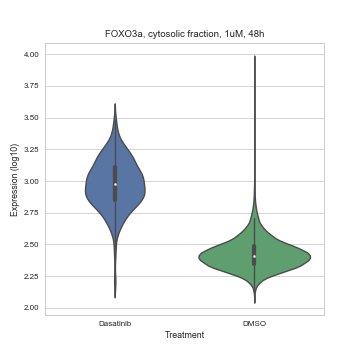 FOXO3a, cytosolic fraction, 1uM, 48h
4.00
3.75
3.50
3.25
3.00
2.75
2.50
2.25
2.00
Expression (log10)
Dasatinib
DMSO
Treatment